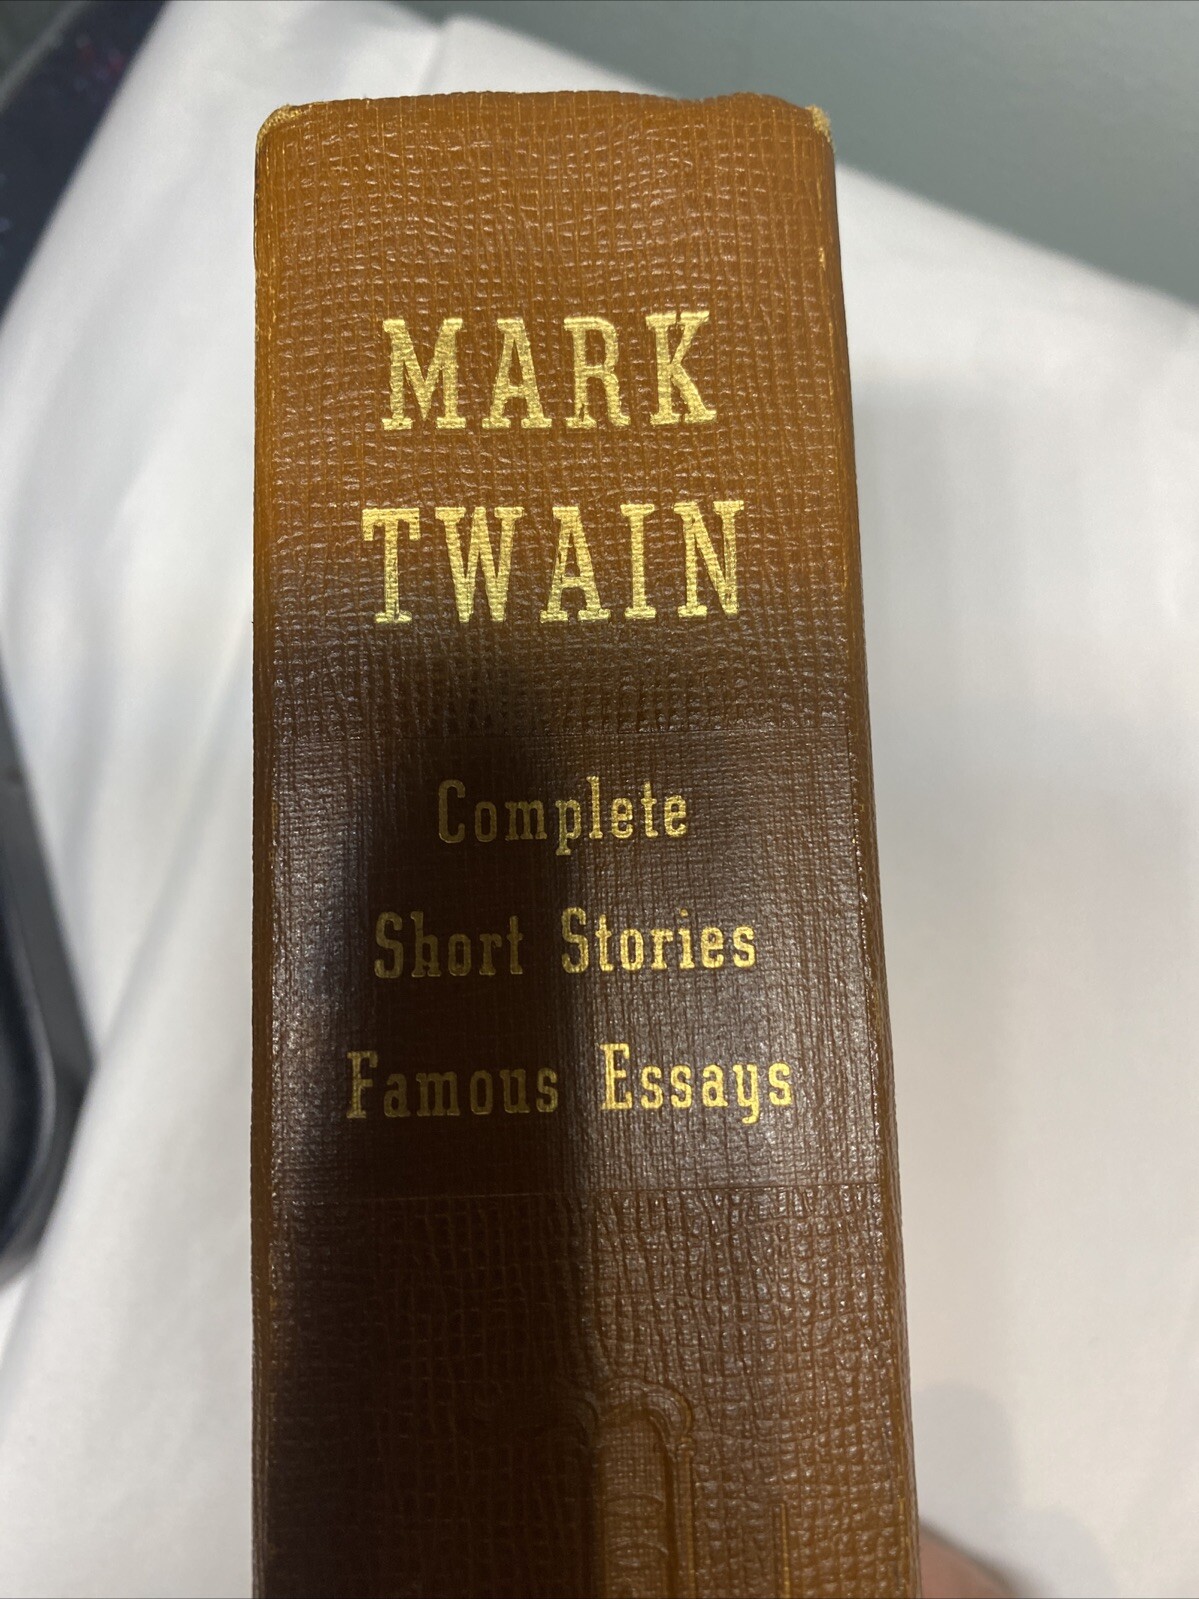 MARK
TWAIN
Complete
Short Stories
Famous Essays